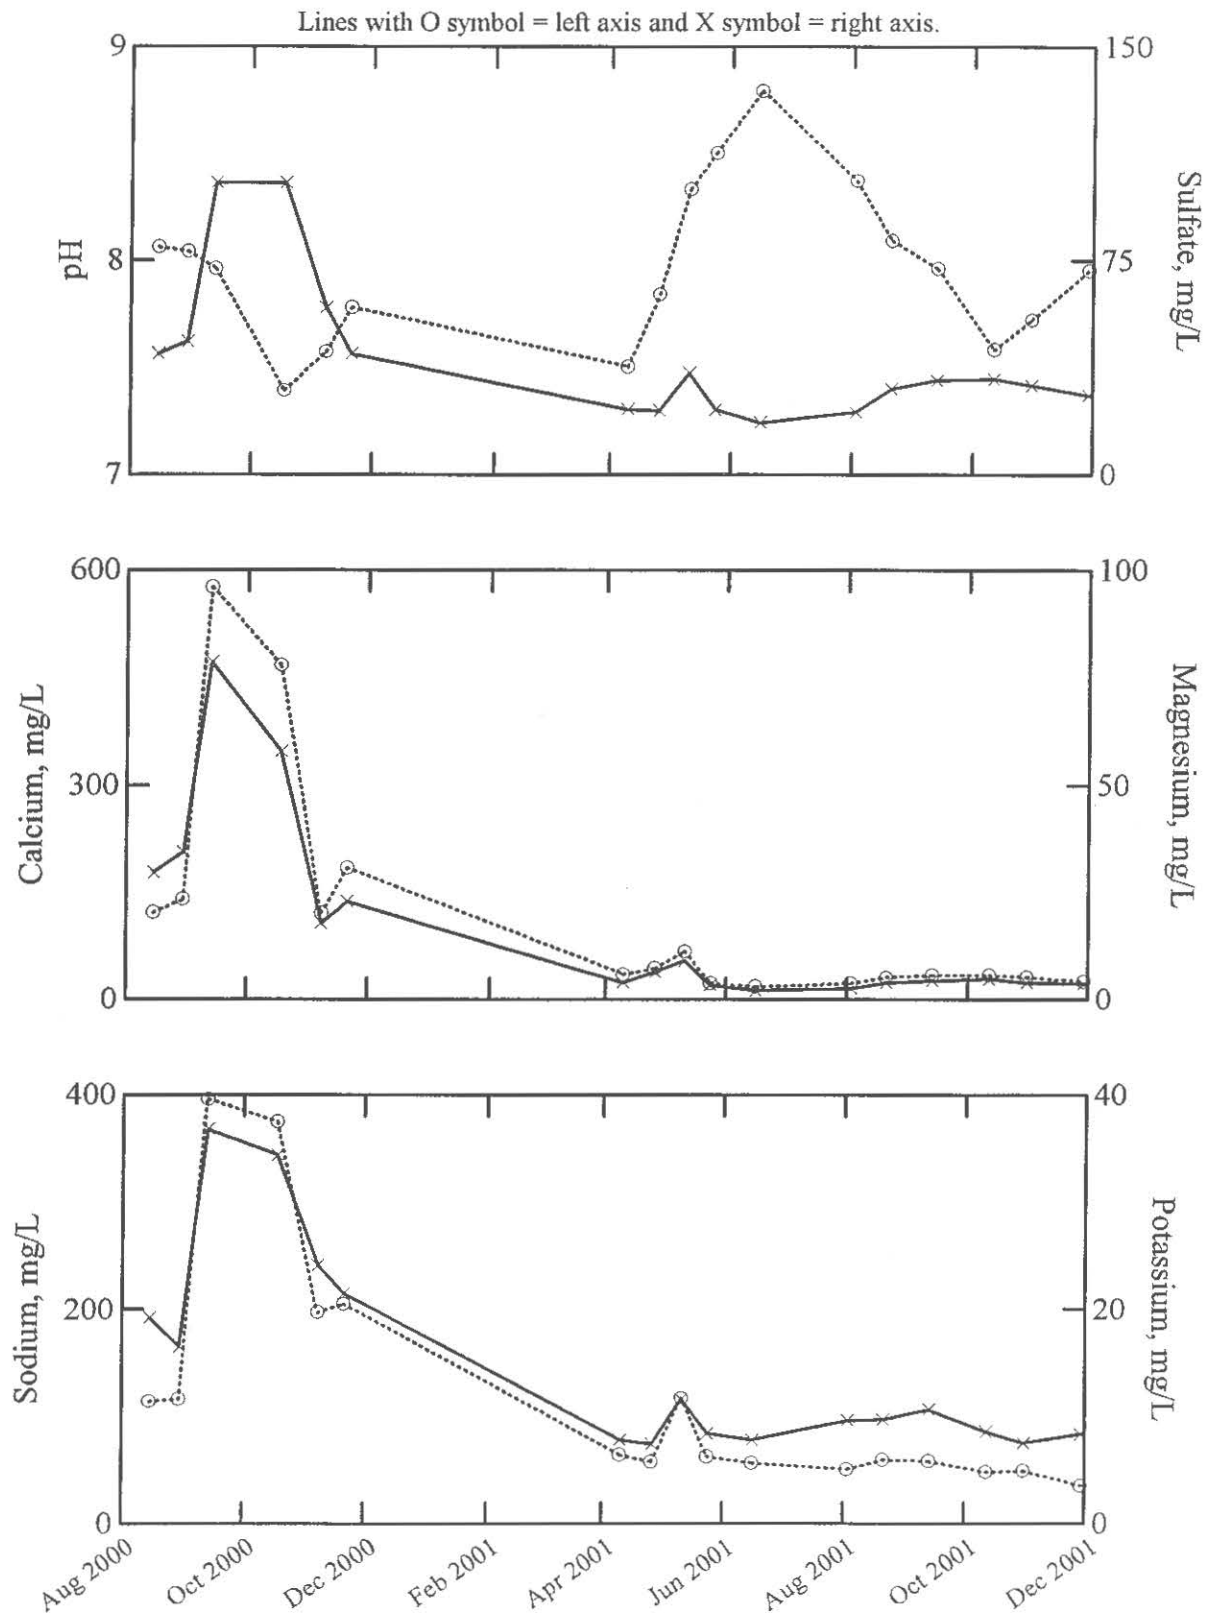 Lines with O symbol = left axis and X symbol = right axis.
9
8
7
pH
150
75
0
Sulfate, mg/L
600
300
0
Calcium, mg/L
100
50
0
Magnesium, mg/L
400
200
0
Sodium, mg/L
40
20
0
Potassium, mg/L
Aug 2000
Oct 2000
Dec 2000
Feb 2001
Apr 2001
Jun 2001
Aug 2001
Oct 2001
Dec 2001